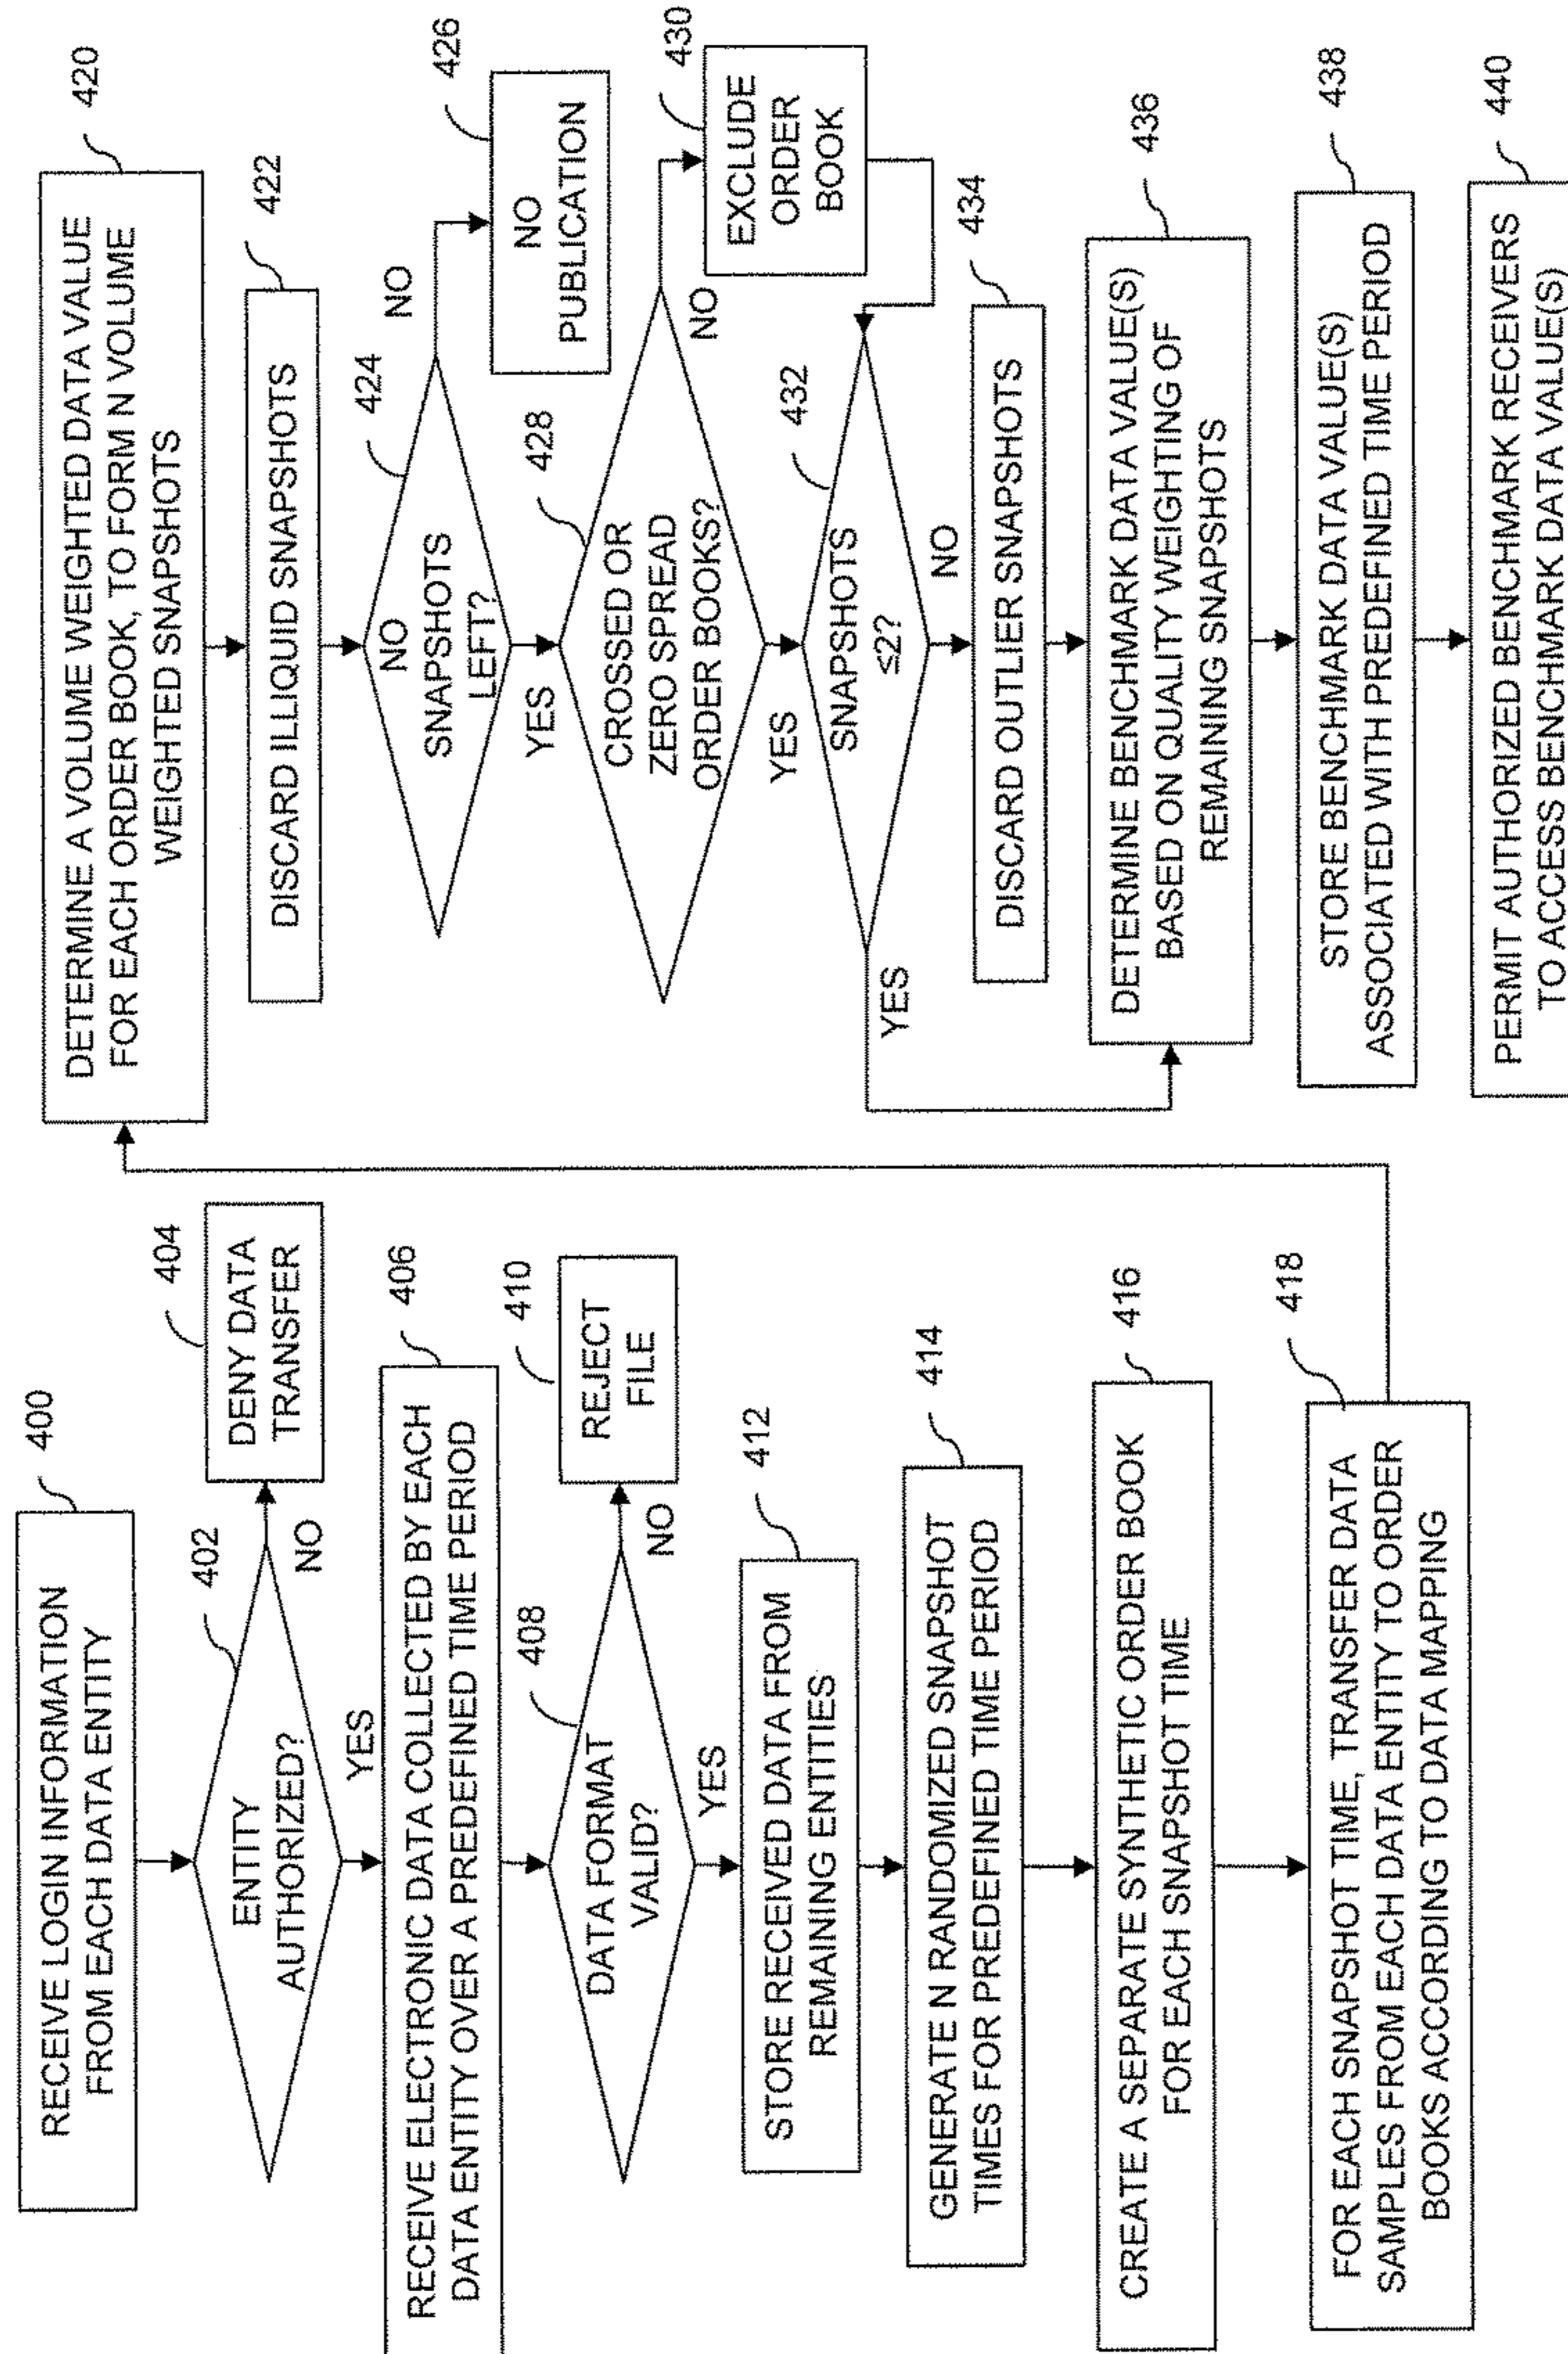 RECEIVE LOGIN INFORMATION
FROM EACH DATA ENTITY
400
ENTITY
AUTHORIZED?
402
NO
DENY DATA
TRANSFER
404
YES
RECEIVE ELECTRONIC DATA COLLECTED BY EACH
DATA ENTITY OVER A PREDEFINED TIME PERIOD
406
DATA FORMAT
VALID?
408
NO
REJECT
FILE
410
YES
STORE RECEIVED DATA FROM
REMAINING ENTITIES
412
GENERATE N RANDOMIZED SNAPSHOT
TIMES FOR PREDEFINED TIME PERIOD
414
CREATE A SEPARATE SYNTHETIC ORDER BOOK
FOR EACH SNAPSHOT TIME
416
FOR EACH SNAPSHOT TIME, TRANSFER DATA
SAMPLES FROM EACH DATA ENTITY TO ORDER
BOOKS ACCORDING TO DATA MAPPING
418
DETERMINE A VOLUME WEIGHTED DATA VALUE
FOR EACH ORDER BOOK, TO FORM N VOLUME
WEIGHTED SNAPSHOTS
420
DISCARD ILLIQUID SNAPSHOTS
422
NO
SNAPSHOTS
LEFT?
424
NO
NO
PUBLICATION
426
YES
CROSSED OR
ZERO SPREAD
ORDER BOOKS?
428
NO
EXCLUDE
ORDER
BOOK
430
YES
SNAPSHOTS
≤2?
432
YES
NO
DISCARD OUTLIER SNAPSHOTS
434
DETERMINE BENCHMARK DATA VALUE(S)
BASED ON QUALITY WEIGHTING OF
REMAINING SNAPSHOTS
436
STORE BENCHMARK DATA VALUE(S)
ASSOCIATED WITH PREDEFINED TIME PERIOD
438
PERMIT AUTHORIZED BENCHMARK RECEIVERS
TO ACCESS BENCHMARK DATA VALUE(S)
440